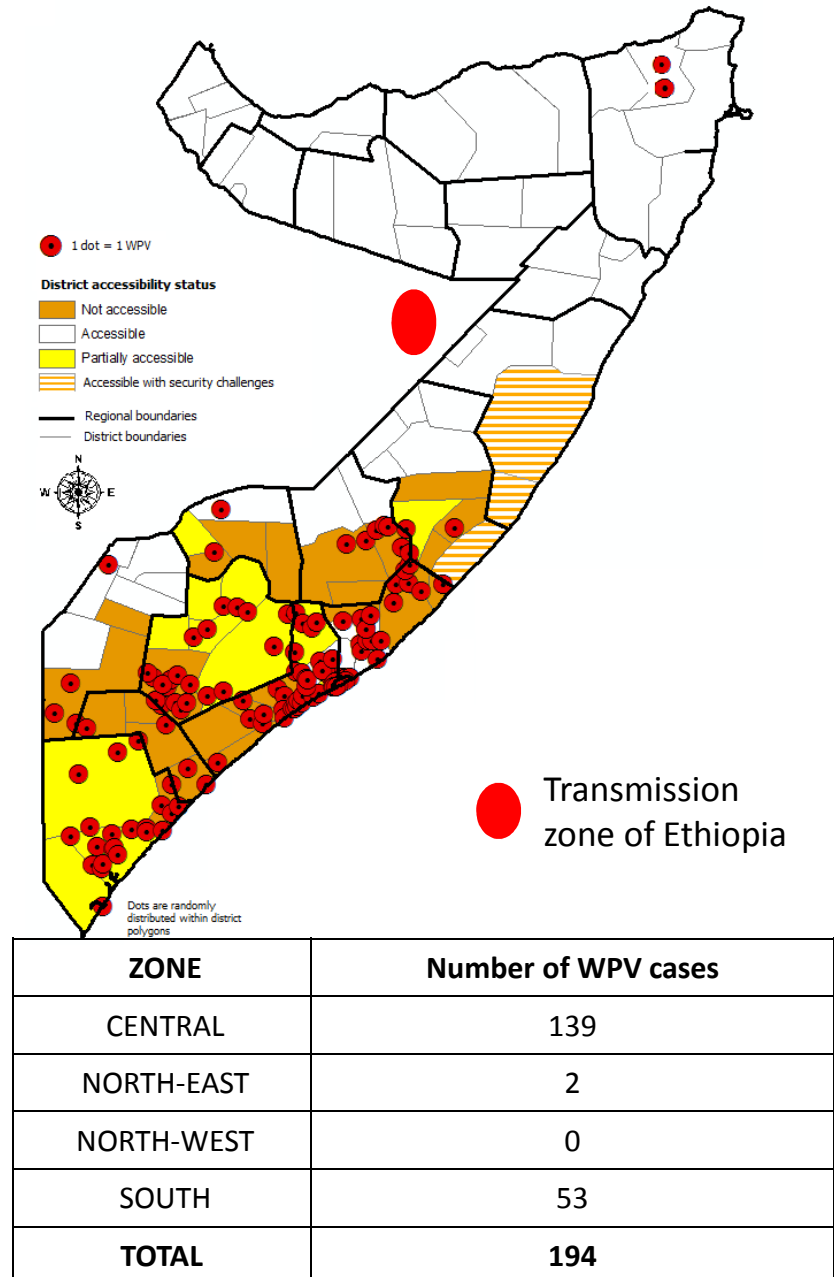 1 dot = 1 WPV
District accessibility status
Not accessible
Accessible
Partially accessible
Accessible with security challenges
Regional boundaries
District boundaries
N
W E
S
Transmission
zone of Ethiopia
Dots are randomly
distributed within district
polygons
ZONE Number of WPV cases
CENTRAL 139
NORTH-EAST 2
NORTH-WEST 0
SOUTH 53
TOTAL 194